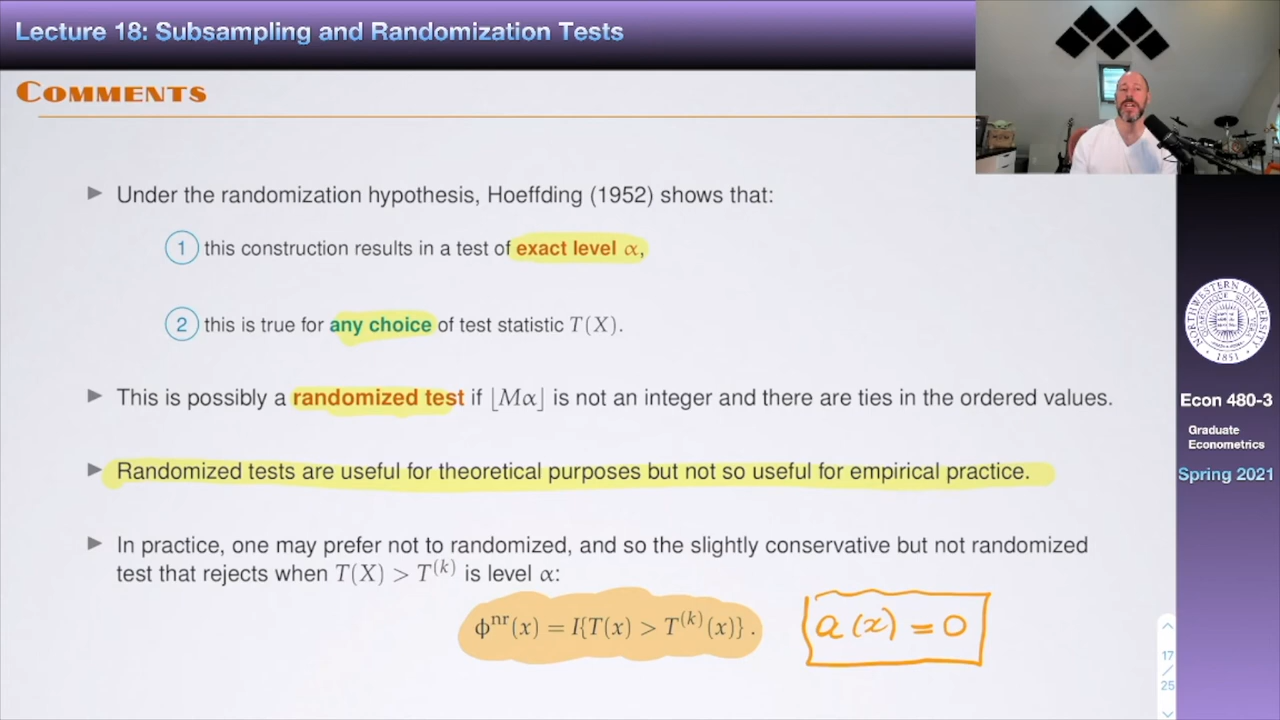 Lecture 18: Subsampling and Randomization Tests
COMMENTS
▶ Under the randomization hypothesis, Hoeffding (1952) shows that:
1 this construction results in a test of exact level α,
2 this is true for any choice of test statistic T(X).
▶ This is possibly a randomized test if ⌊Mα⌋ is not an integer and there are ties in the ordered values.
▶ Randomized tests are useful for theoretical purposes but not so useful for empirical practice.
▶ In practice, one may prefer not to randomized, and so the slightly conservative but not randomized
test that rejects when T(X) > T^(k) is level α:
ϕ^nr(x) = I{T(x) > T^(k)(x)} .
a(x) = 0
NORTHWESTERN UNIVERSITY
1851
Econ 480-3
Graduate
Econometrics
Spring 2021
17
/
25